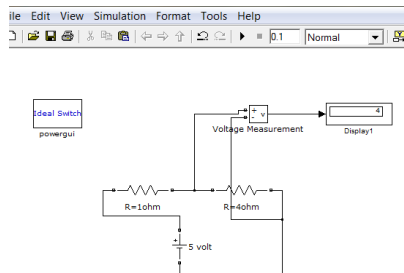 ile Edit View Simulation Format Tools Help
0.1 Normal
Ideal Switch
powergui
+ v
-
Voltage Measurement
4
Display1
R=1ohm
R=4ohm
+
5 volt